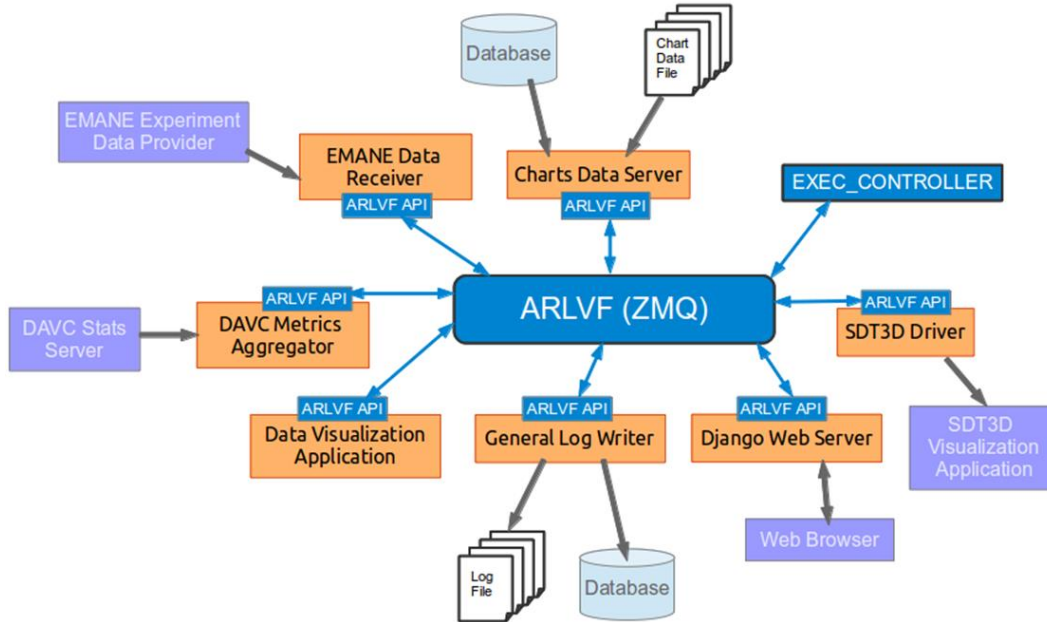 Database
Chart
Data
File
EMANE Experiment
Data Provider
EMANE Data
Receiver
ARLVF API
Charts Data Server
ARLVF API
EXEC_CONTROLLER
ARLVF (ZMQ)
ARLVF API
DAVC Metrics
Aggregator
DAVC Stats
Server
ARLVF API
SDT3D Driver
ARLVF API
Data Visualization
Application
ARLVF API
General Log Writer
ARLVF API
Django Web Server
SDT3D
Visualization
Application
Web Browser
Log
File
Database